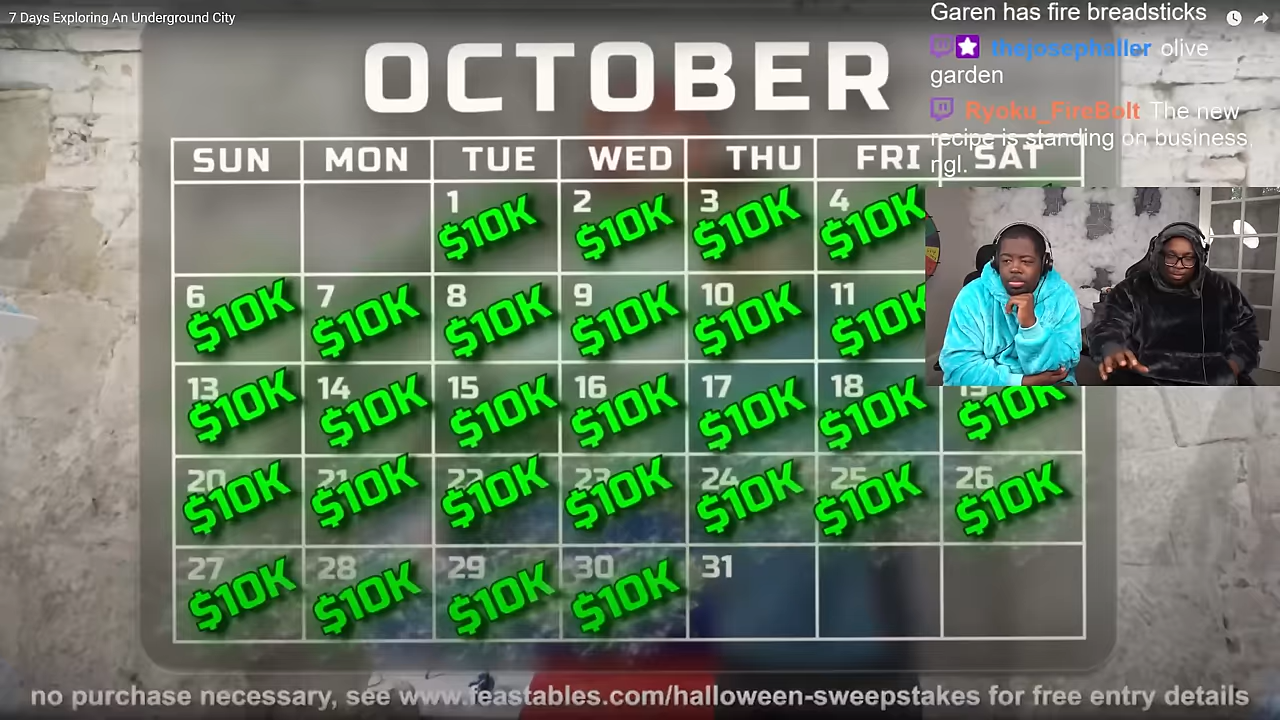 7 Days Exploring An Underground City
Garen has fire breadsticks
thejosephaller olive
garden
Ryoku_FireBolt The new
recipe is standing on business,
ngl.
OCTOBER
SUN MON TUE WED THU FRI SAT
1 $10K 2 $10K 3 $10K 4 $10K
6 $10K 7 $10K 8 $10K 9 $10K 10 $10K 11 $10K
13 $10K 14 $10K 15 $10K 16 $10K 17 $10K 18 $10K 19 $10K
20 $10K 21 $10K 22 $10K 23 $10K 24 $10K 25 $10K 26 $10K
27 $10K 28 $10K 29 $10K 30 $10K 31
no purchase necessary, see www.feastables.com/halloween-sweepstakes for free entry details